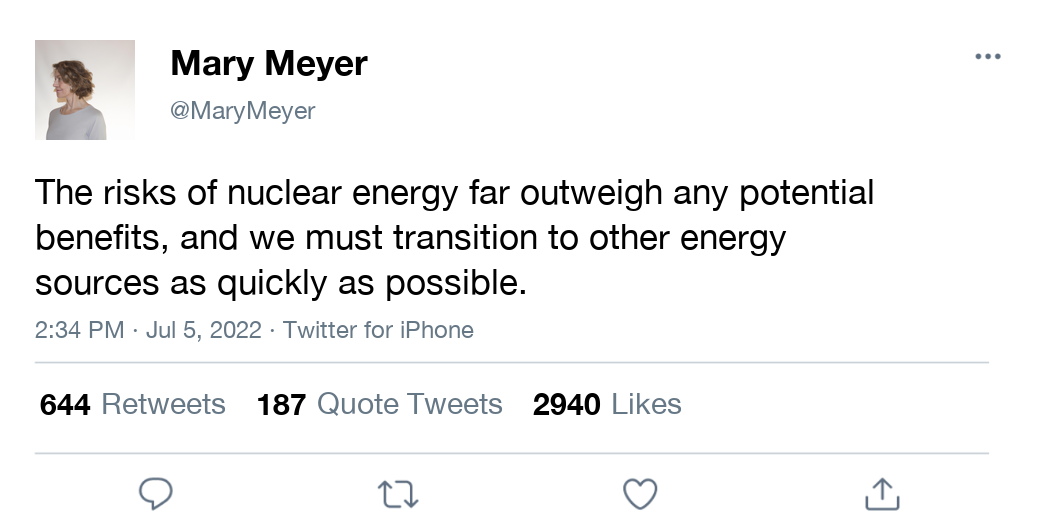 Mary Meyer
@MaryMeyer
The risks of nuclear energy far outweigh any potential
benefits, and we must transition to other energy
sources as quickly as possible.
2:34 PM · Jul 5, 2022 · Twitter for iPhone
644 Retweets 187 Quote Tweets 2940 Likes